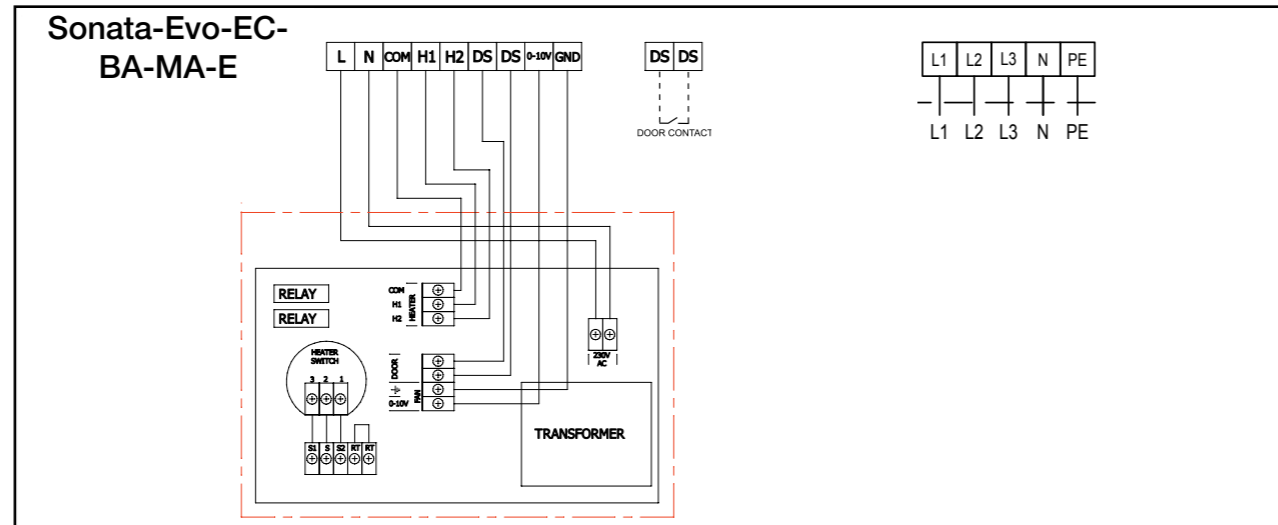 Sonata-Evo-EC-
BA-MA-E
L N COM H1 H2 DS DS 0-10V GND
DS DS
DOOR CONTACT
L1 L2 L3 N PE
L1 L2 L3 N PE
RELAY
RELAY
COM
H1
H2
HEATER
HEATER
SWITCH
3 2 1
DOOR
FAN
0-10V
230V
AC
S1 S S2 RT RT
TRANSFORMER